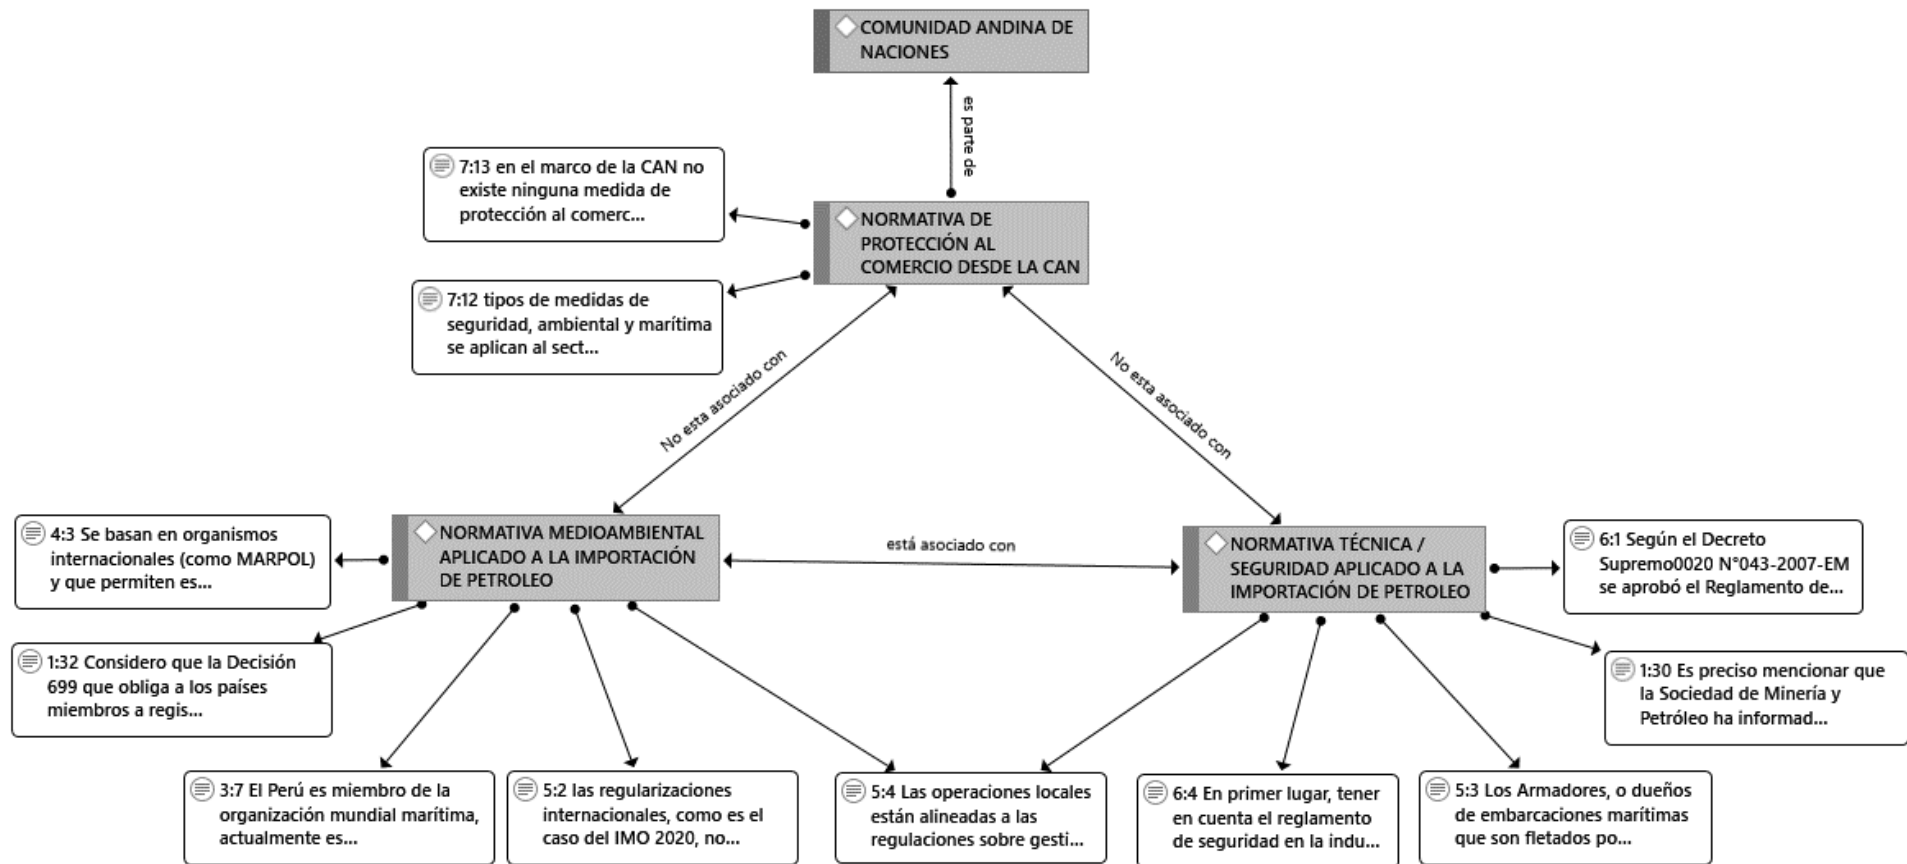 COMUNIDAD ANDINA DE
NACIONES
es parte de
7:13 en el marco de la CAN no
existe ninguna medida de
protección al comerc...
NORMATIVA DE
PROTECCIÓN AL
COMERCIO DESDE LA CAN
7:12 tipos de medidas de
seguridad, ambiental y marítima
se aplican al sect...
No esta asociado con
No esta asociado con
4:3 Se basan en organismos
internacionales (como MARPOL)
y que permiten es...
NORMATIVA MEDIOAMBIENTAL
APLICADO A LA IMPORTACIÓN
DE PETROLEO
está asociado con
NORMATIVA TÉCNICA /
SEGURIDAD APLICADO A LA
IMPORTACIÓN DE PETROLEO
6:1 Según el Decreto
Supremo0020 N°043-2007-EM
se aprobó el Reglamento de...
1:32 Considero que la Decisión
699 que obliga a los países
miembros a regis...
1:30 Es preciso mencionar que
la Sociedad de Minería y
Petróleo ha informad...
3:7 El Perú es miembro de la
organización mundial marítima,
actualmente es...
5:2 las regularizaciones
internacionales, como es el
caso del IMO 2020, no...
5:4 Las operaciones locales
están alineadas a las
regulaciones sobre gesti...
6:4 En primer lugar, tener
en cuenta el reglamento
de seguridad en la indu...
5:3 Los Armadores, o dueños
de embarcaciones marítimas
que son fletados po...